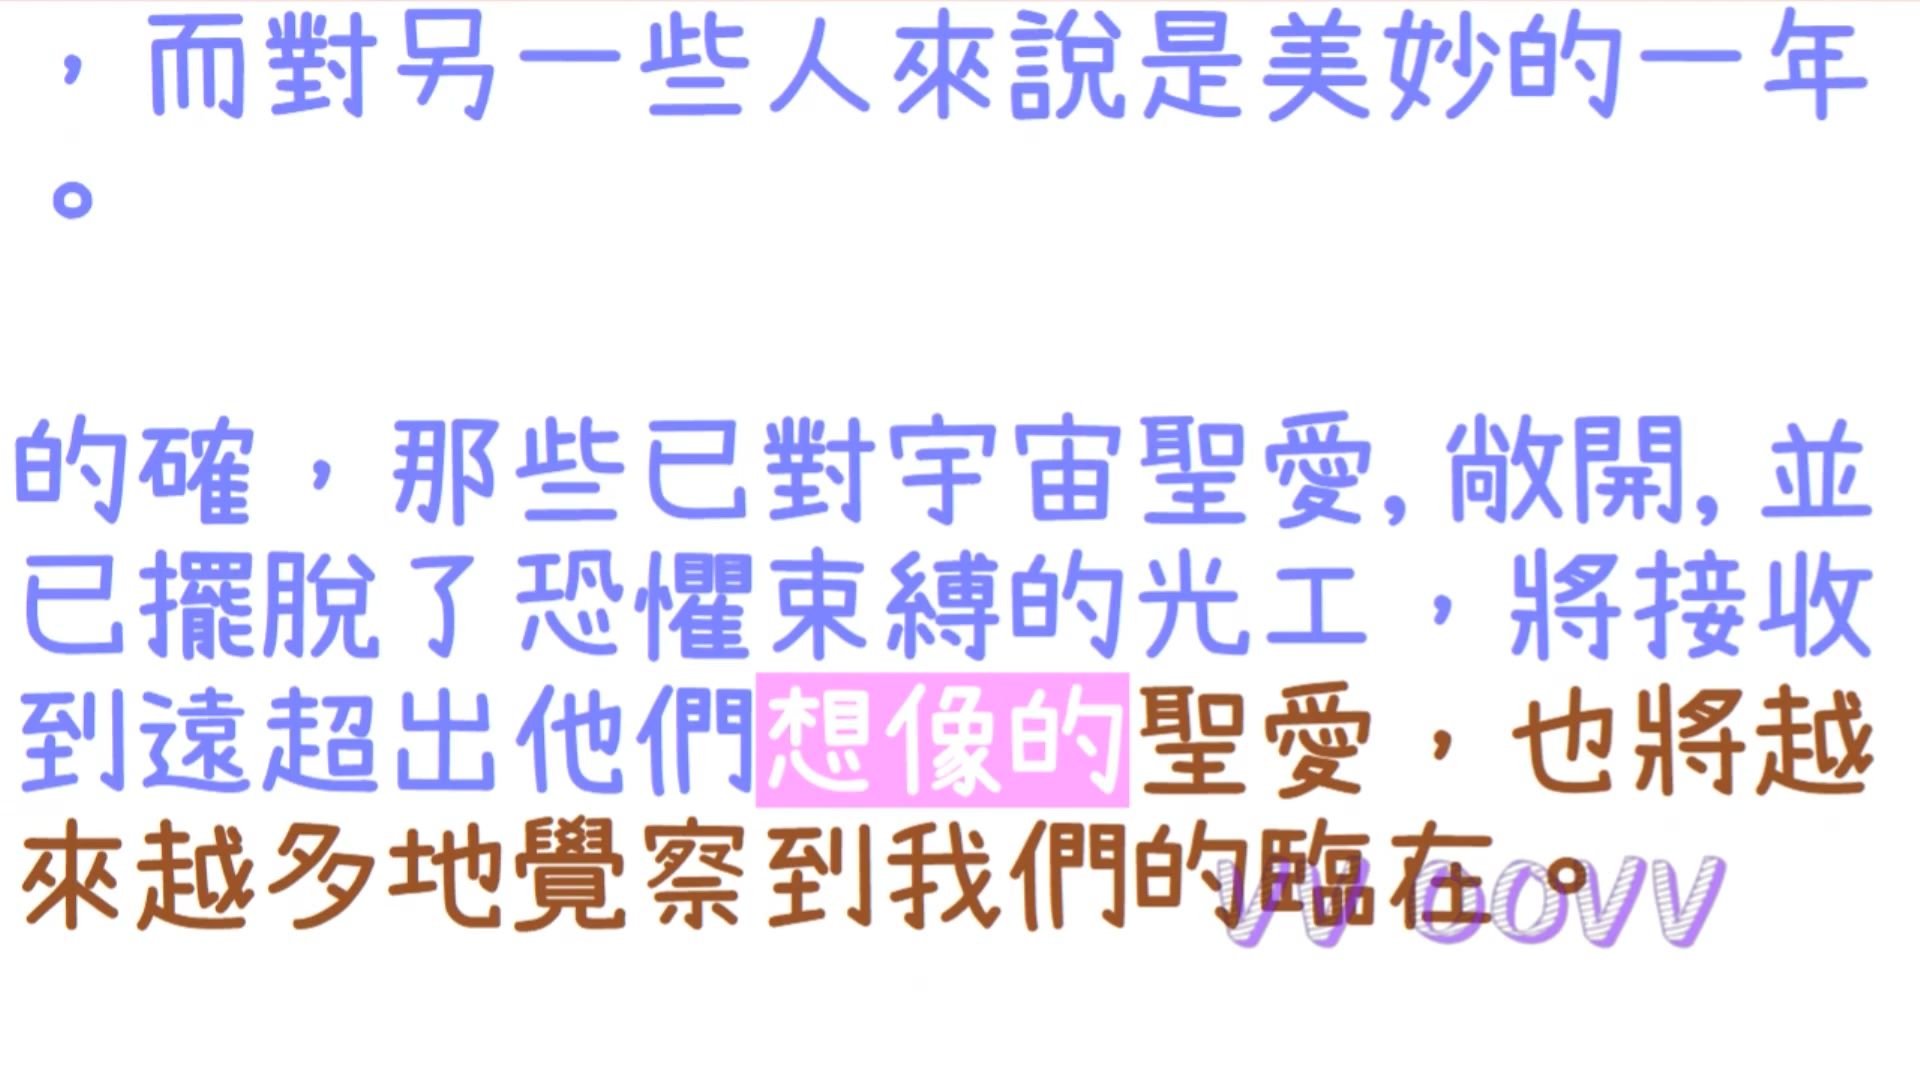 ，而對另一些人來說是美妙的一年
。
的確，那些已對宇宙聖愛,敞開,並
已擺脫了恐懼束縛的光工，將接收
到遠超出他們想像的聖愛，也將越
來越多地覺察到我們的臨在。
VV OOVV